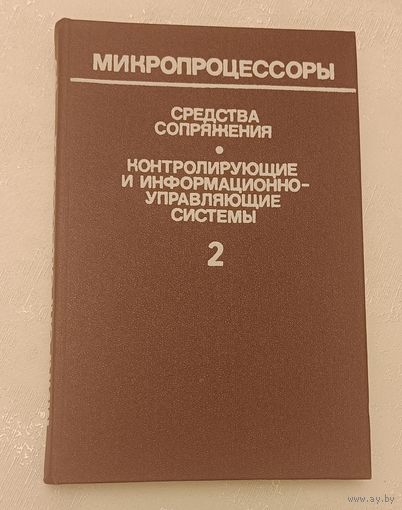 МИКРОПРОЦЕССОРЫ
СРЕДСТВА
СОПРЯЖЕНИЯ
•
КОНТРОЛИРУЮЩИЕ
И ИНФОРМАЦИОННО-
УПРАВЛЯЮЩИЕ
СИСТЕМЫ
2
www.ay.by